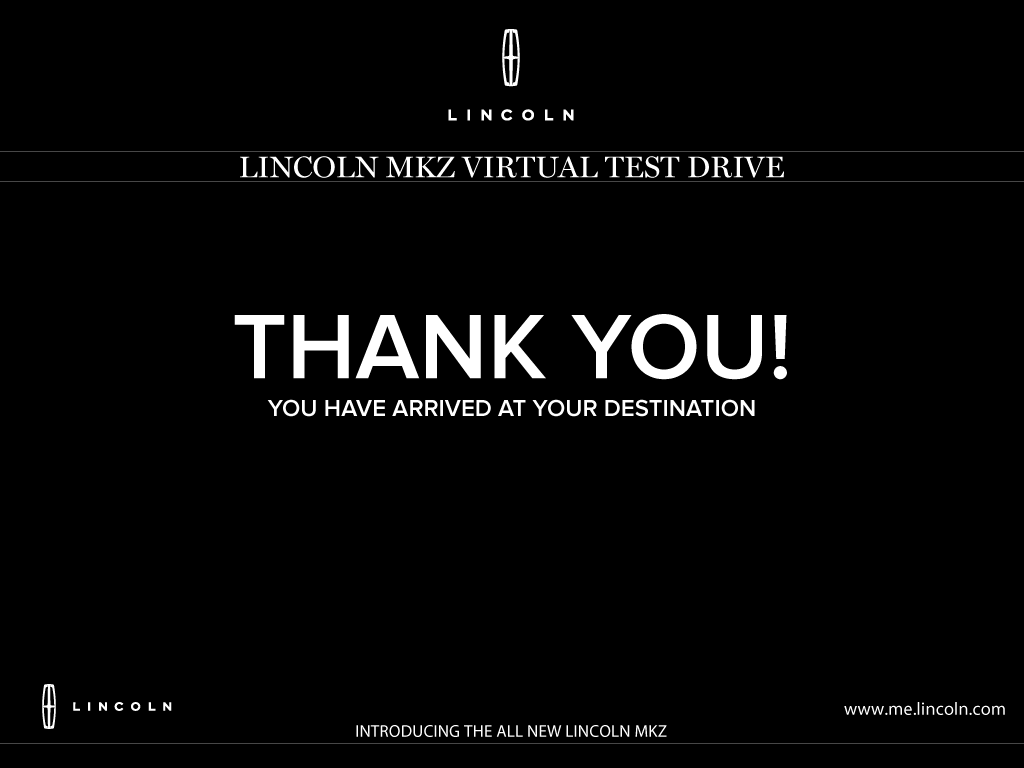 LINCOLN
LINCOLN MKZ VIRTUAL TEST DRIVE
THANK YOU!
YOU HAVE ARRIVED AT YOUR DESTINATION
LINCOLN
www.me.lincoln.com
INTRODUCING THE ALL NEW LINCOLN MKZ